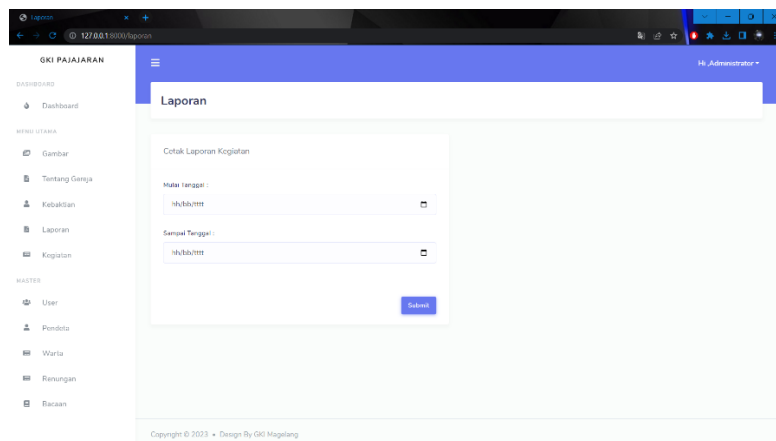 Laporan
127.0.0.1:8000/laporan
GKI PAJAJARAN
Hi ,Administrator
DASHBOARD
Dashboard
Laporan
MENU UTAMA
Gambar
Cetak Laporan Kegiatan
Tentang Gereja
Mulai Tanggal :
Kebaktian
hh/bb/tttt
Laporan
Sampai Tanggal :
Kegiatan
hh/bb/tttt
MASTER
User
Submit
Pendeta
Warta
Renungan
Bacaan
Copyright © 2023 • Design By GKI Magelang